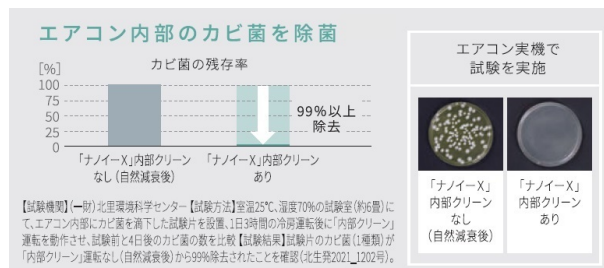 エアコン内部のカビ菌を除菌
カビ菌の残存率
[%]
100
75
50
25
0
99%以上
除去
「ナノイーX」内部クリーン
なし（自然減衰後）
「ナノイーX」内部クリーン
あり
【試験機関】(一財)北里環境科学センター【試験方法】室温25℃、湿度70%の試験室(約6畳)に
て、エアコン内部にカビ菌を滴下した試験片を設置、1日3時間の冷房運転後に「内部クリーン」
運転を動作させ、試験前と4日後のカビ菌の数を比較【試験結果】試験片のカビ菌(1種類)が
「内部クリーン」運転なし(自然減衰後)から99%除去されたことを確認(北生発2021_1202号)。
エアコン実機で
試験を実施
「ナノイーX」
内部クリーン
なし
（自然減衰後）
「ナノイーX」
内部クリーン
あり